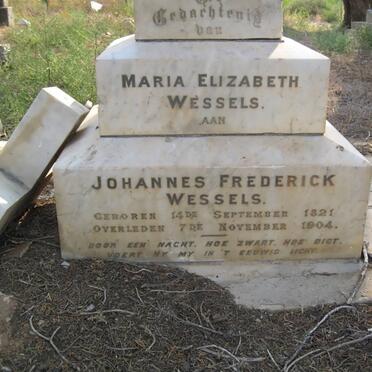 Gedachtenis
van
MARIA ELIZABETH
WESSELS.
AAN
JOHANNES FREDERICK
WESSELS.
GEBOREN 14DE SEPTEMBER 1821
OVERLEDEN 7DE NOVEMBER 1904.
DOOR EEN NACHT, HOE ZWART, HOE DIGT,
VOERT HY MY IN 'T EEUWIG LICHT.